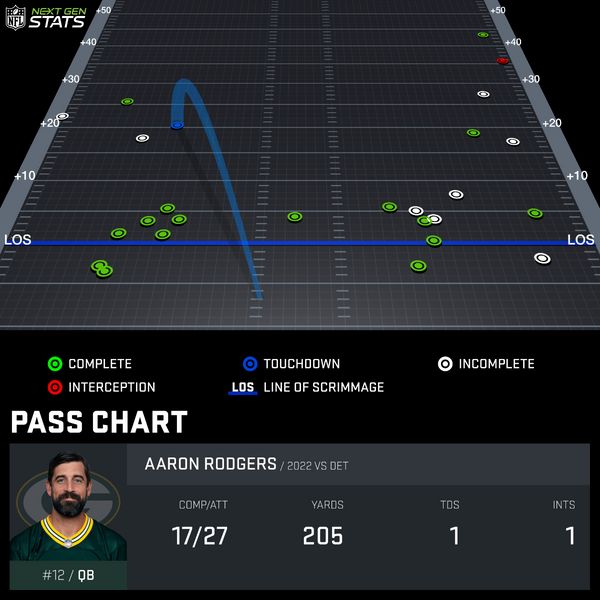 NFL NEXT GEN STATS
+50 +50
+40 +40
+30 +30
+20 +20
+10 +10
LOS LOS
COMPLETE TOUCHDOWN INCOMPLETE
INTERCEPTION LOS LINE OF SCRIMMAGE
PASS CHART
AARON RODGERS / 2022 VS DET
COMP/ATT YARDS TDS INTS
17/27 205 1 1
#12 / QB